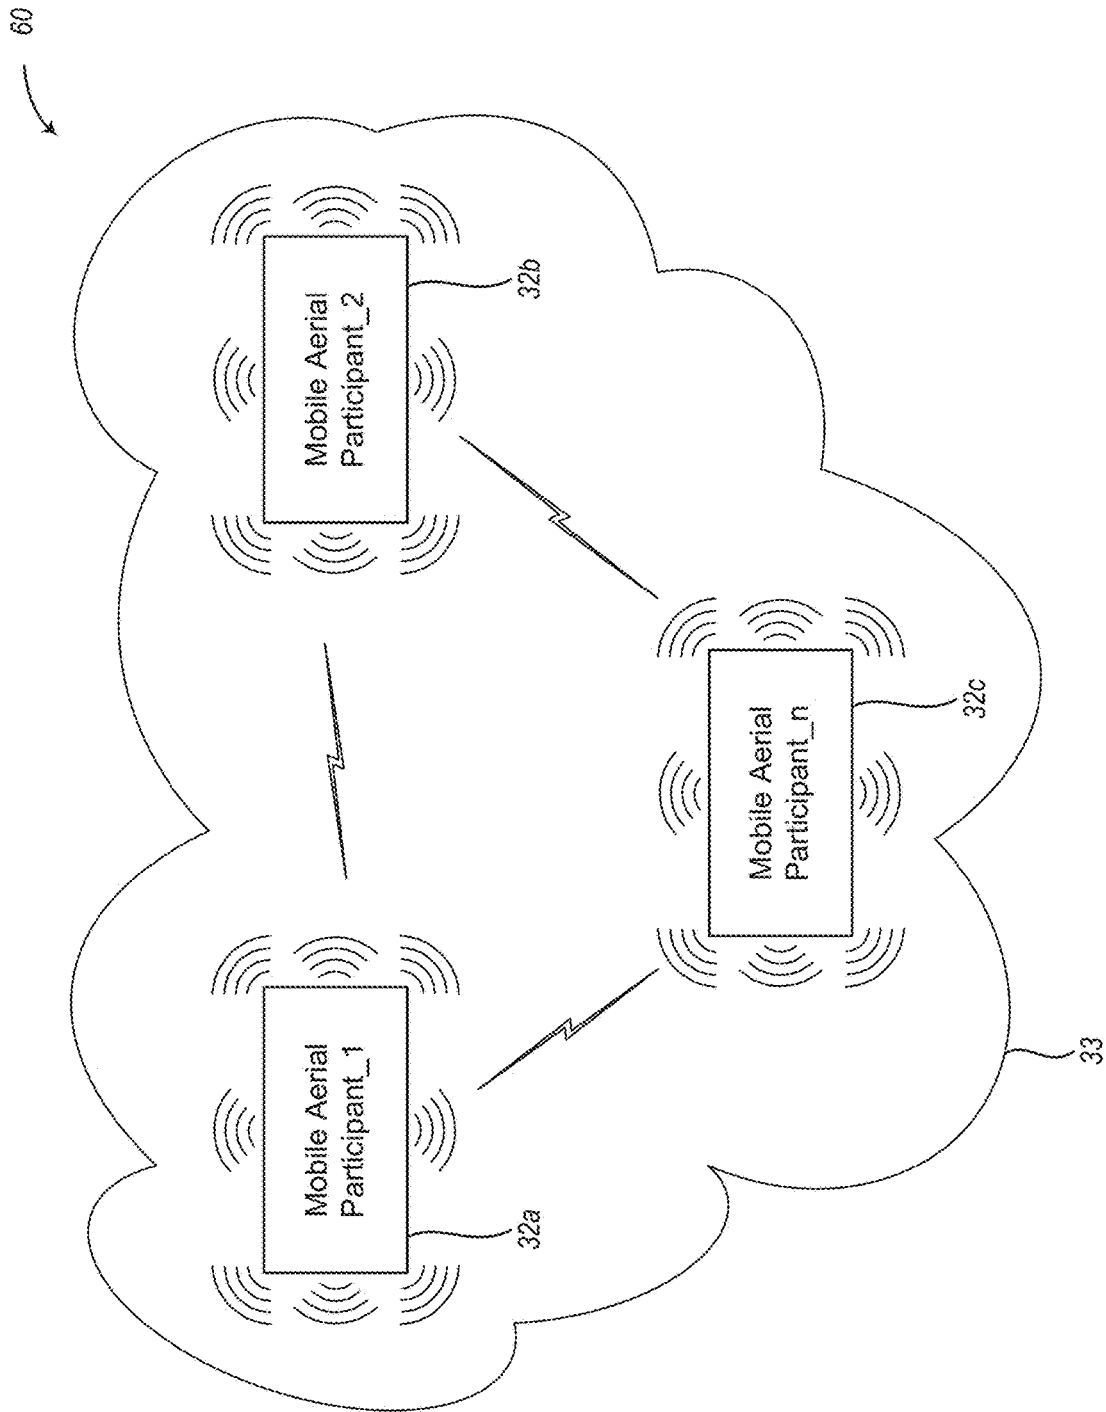 60
Mobile Aerial
Participant_1
32a
Mobile Aerial
Participant_2
32b
Mobile Aerial
Participant_n
32c
33